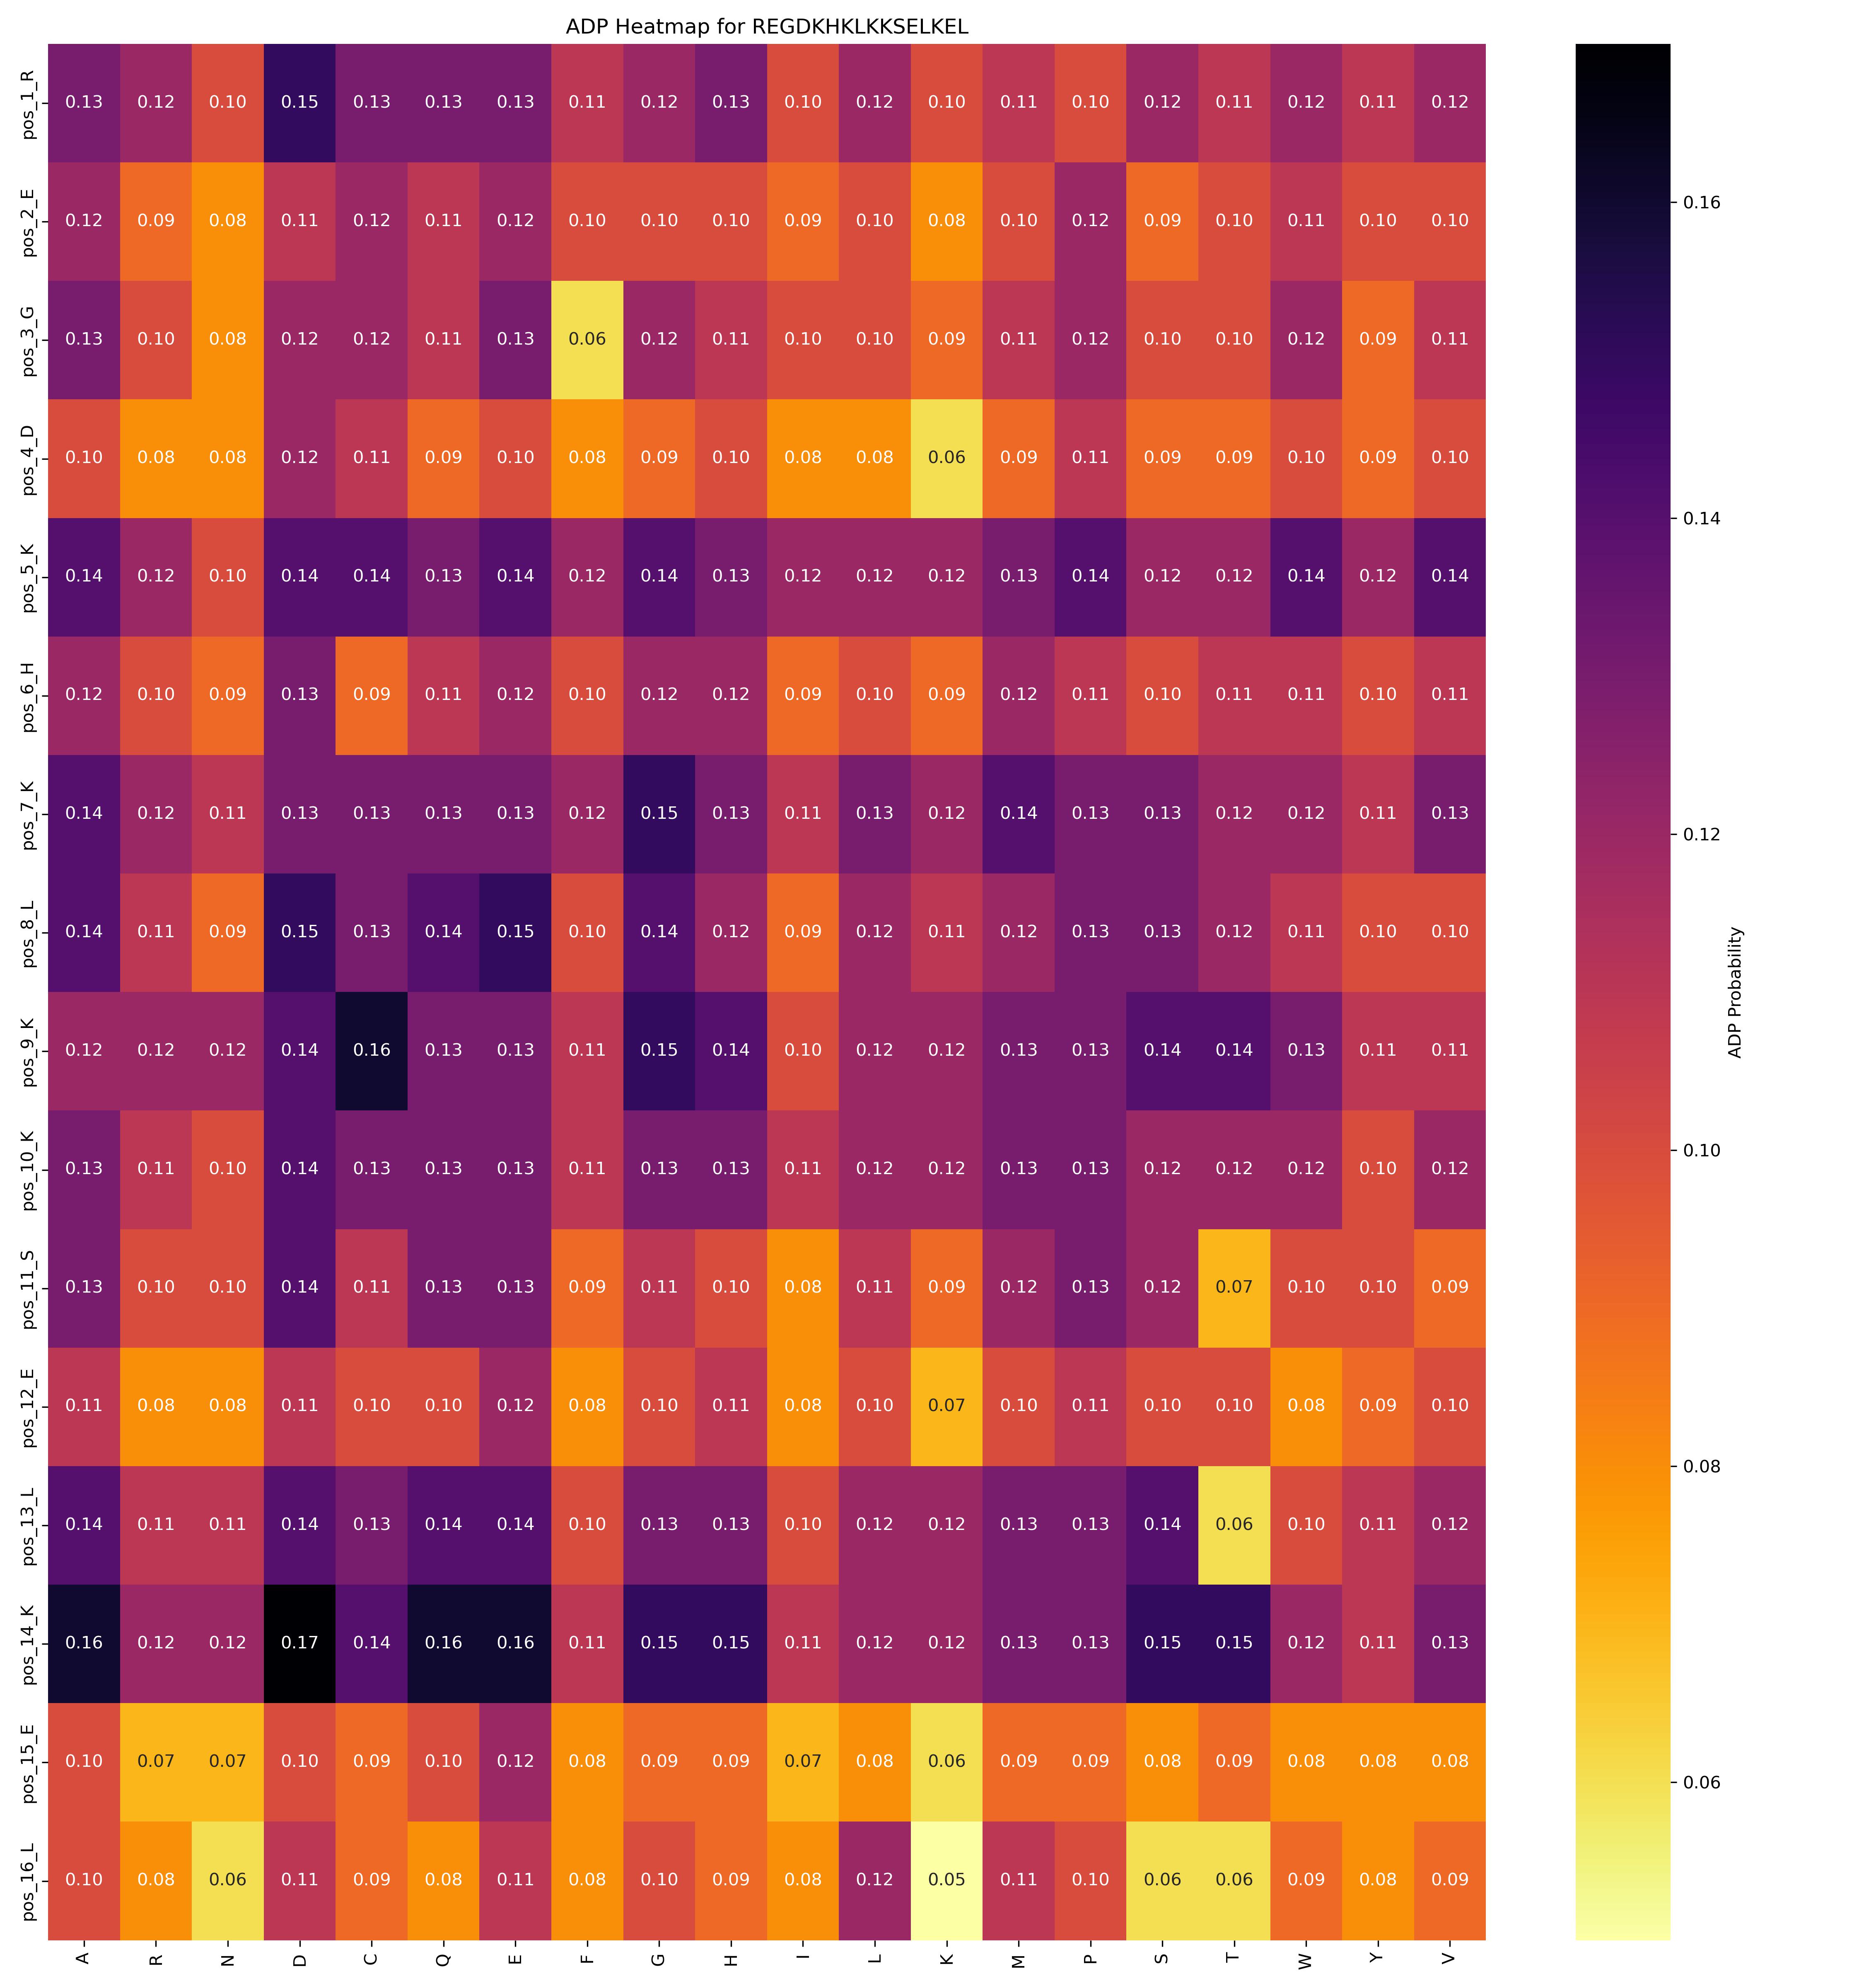 ADP Heatmap for REGDKHKLKKSELKEL
pos_1_R 0.13 0.12 0.10 0.15 0.13 0.13 0.13 0.11 0.12 0.13 0.10 0.12 0.10 0.11 0.10 0.12 0.11 0.12 0.11 0.12
pos_2_E 0.12 0.09 0.08 0.11 0.12 0.11 0.12 0.10 0.10 0.10 0.09 0.10 0.08 0.10 0.12 0.09 0.10 0.11 0.10 0.10
pos_3_G 0.13 0.10 0.08 0.12 0.12 0.11 0.13 0.06 0.12 0.11 0.10 0.10 0.09 0.11 0.12 0.10 0.10 0.12 0.09 0.11
pos_4_D 0.10 0.08 0.08 0.12 0.11 0.09 0.10 0.08 0.09 0.10 0.08 0.08 0.06 0.09 0.11 0.09 0.09 0.10 0.09 0.10
pos_5_K 0.14 0.12 0.10 0.14 0.14 0.13 0.14 0.12 0.14 0.13 0.12 0.12 0.12 0.13 0.14 0.12 0.12 0.14 0.12 0.14
pos_6_H 0.12 0.10 0.09 0.13 0.09 0.11 0.12 0.10 0.12 0.12 0.09 0.10 0.09 0.12 0.11 0.10 0.11 0.11 0.10 0.11
pos_7_K 0.14 0.12 0.11 0.13 0.13 0.13 0.13 0.12 0.15 0.13 0.11 0.13 0.12 0.14 0.13 0.13 0.12 0.12 0.11 0.13
pos_8_L 0.14 0.11 0.09 0.15 0.13 0.14 0.15 0.10 0.14 0.12 0.09 0.12 0.11 0.12 0.13 0.13 0.12 0.11 0.10 0.10
pos_9_K 0.12 0.12 0.12 0.14 0.16 0.13 0.13 0.11 0.15 0.14 0.10 0.12 0.12 0.13 0.13 0.14 0.14 0.13 0.11 0.11
pos_10_K 0.13 0.11 0.10 0.14 0.13 0.13 0.13 0.11 0.13 0.13 0.11 0.12 0.12 0.13 0.13 0.12 0.12 0.12 0.10 0.12
pos_11_S 0.13 0.10 0.10 0.14 0.11 0.13 0.13 0.09 0.11 0.10 0.08 0.11 0.09 0.12 0.13 0.12 0.07 0.10 0.10 0.09
pos_12_E 0.11 0.08 0.08 0.11 0.10 0.10 0.12 0.08 0.10 0.11 0.08 0.10 0.07 0.10 0.11 0.10 0.10 0.08 0.09 0.10
pos_13_L 0.14 0.11 0.11 0.14 0.13 0.14 0.14 0.10 0.13 0.13 0.10 0.12 0.12 0.13 0.13 0.14 0.06 0.10 0.11 0.12
pos_14_K 0.16 0.12 0.12 0.17 0.14 0.16 0.16 0.11 0.15 0.15 0.11 0.12 0.12 0.13 0.13 0.15 0.15 0.12 0.11 0.13
pos_15_E 0.10 0.07 0.07 0.10 0.09 0.10 0.12 0.08 0.09 0.09 0.07 0.08 0.06 0.09 0.09 0.08 0.09 0.08 0.08 0.08
pos_16_L 0.10 0.08 0.06 0.11 0.09 0.08 0.11 0.08 0.10 0.09 0.08 0.12 0.05 0.11 0.10 0.06 0.06 0.09 0.08 0.09
A R N D C Q E F G H I L K M P S T W Y V
0.16
0.14
0.12
0.10
0.08
0.06
ADP Probability